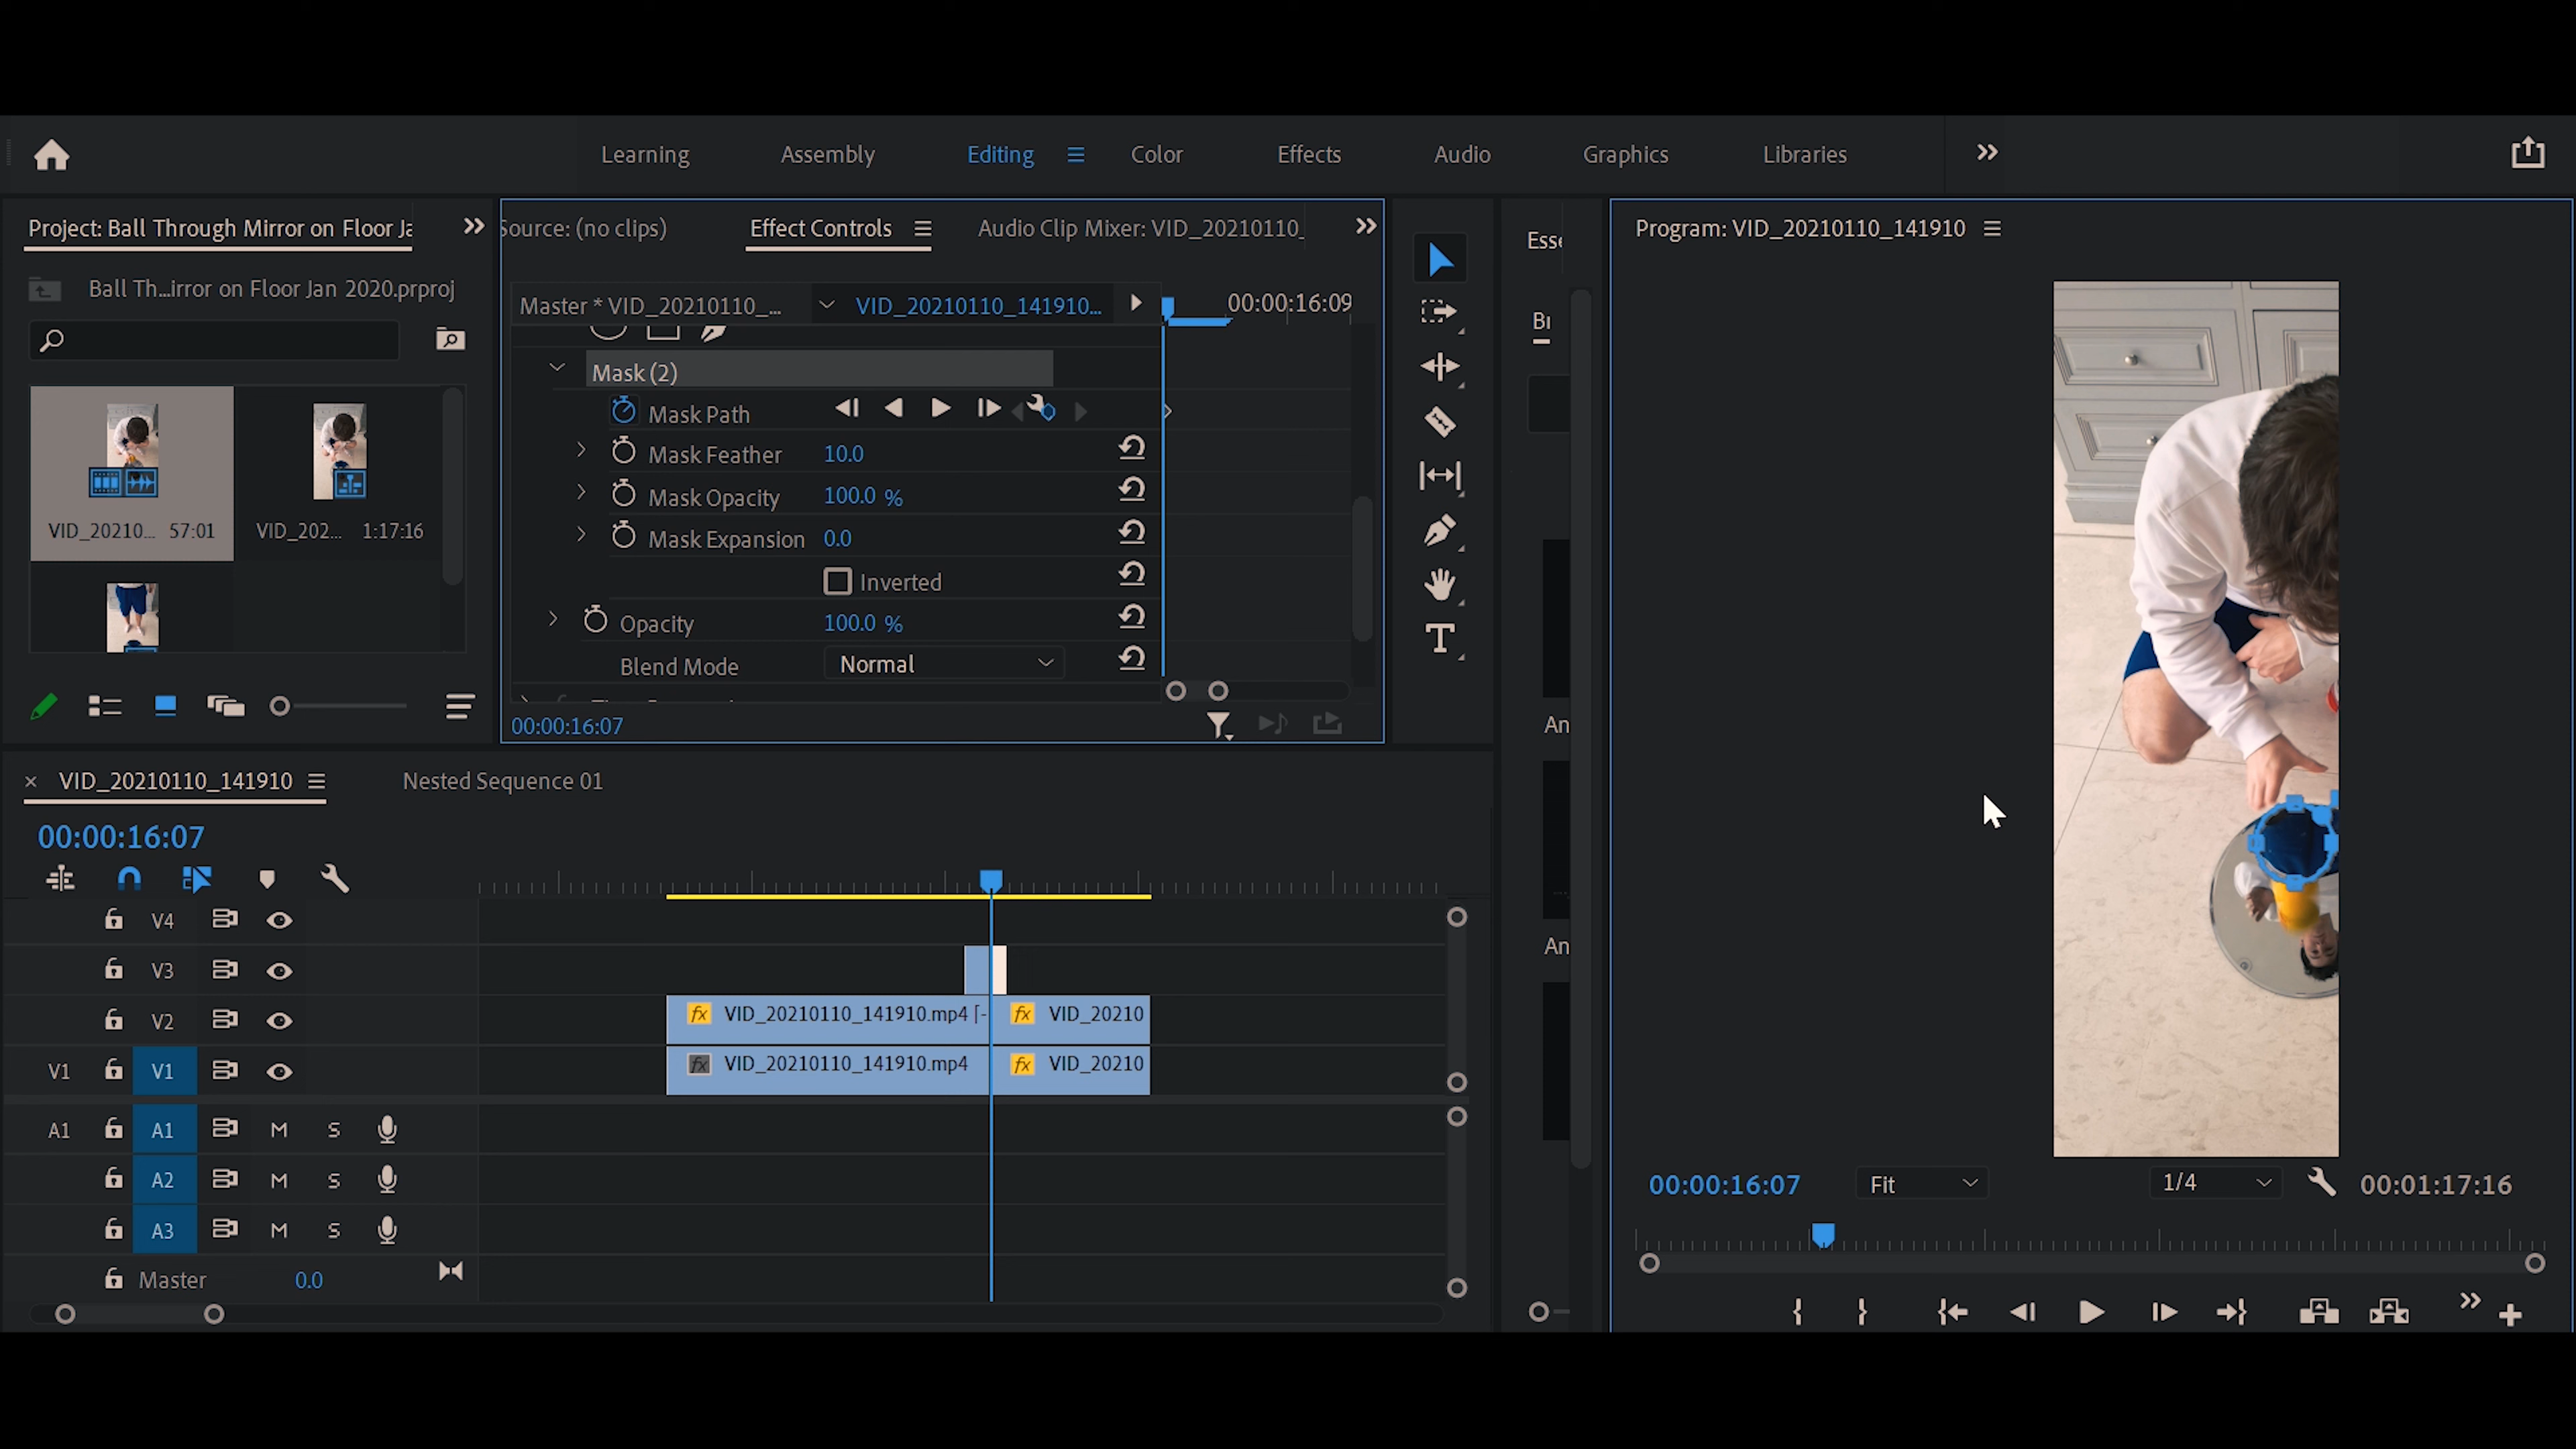 Learning Assembly Editing Color Effects Audio Graphics Libraries
Project: Ball Through Mirror on Floor Ja
Ball Th...irror on Floor Jan 2020.prproj
VID_20210... 57:01
VID_202... 1:17:16
Source: (no clips) Effect Controls Audio Clip Mixer: VID_20210110_
Master * VID_20210110_... VID_20210110_141910... 00:00:16:09
Mask (2)
Mask Path
Mask Feather 10.0
Mask Opacity 100.0 %
Mask Expansion 0.0
Inverted
Opacity 100.0 %
Blend Mode Normal
00:00:16:07
Esse
Br
An
An
Program: VID_20210110_141910
00:00:16:07 Fit 1/4 00:01:17:16
× VID_20210110_141910 Nested Sequence 01
00:00:16:07
V4
V3
V2 fx VID_20210110_141910.mp4 [- fx VID_20210
V1 V1 fx VID_20210110_141910.mp4 fx VID_20210
A1 A1 M S
A2 M S
A3 M S
Master 0.0